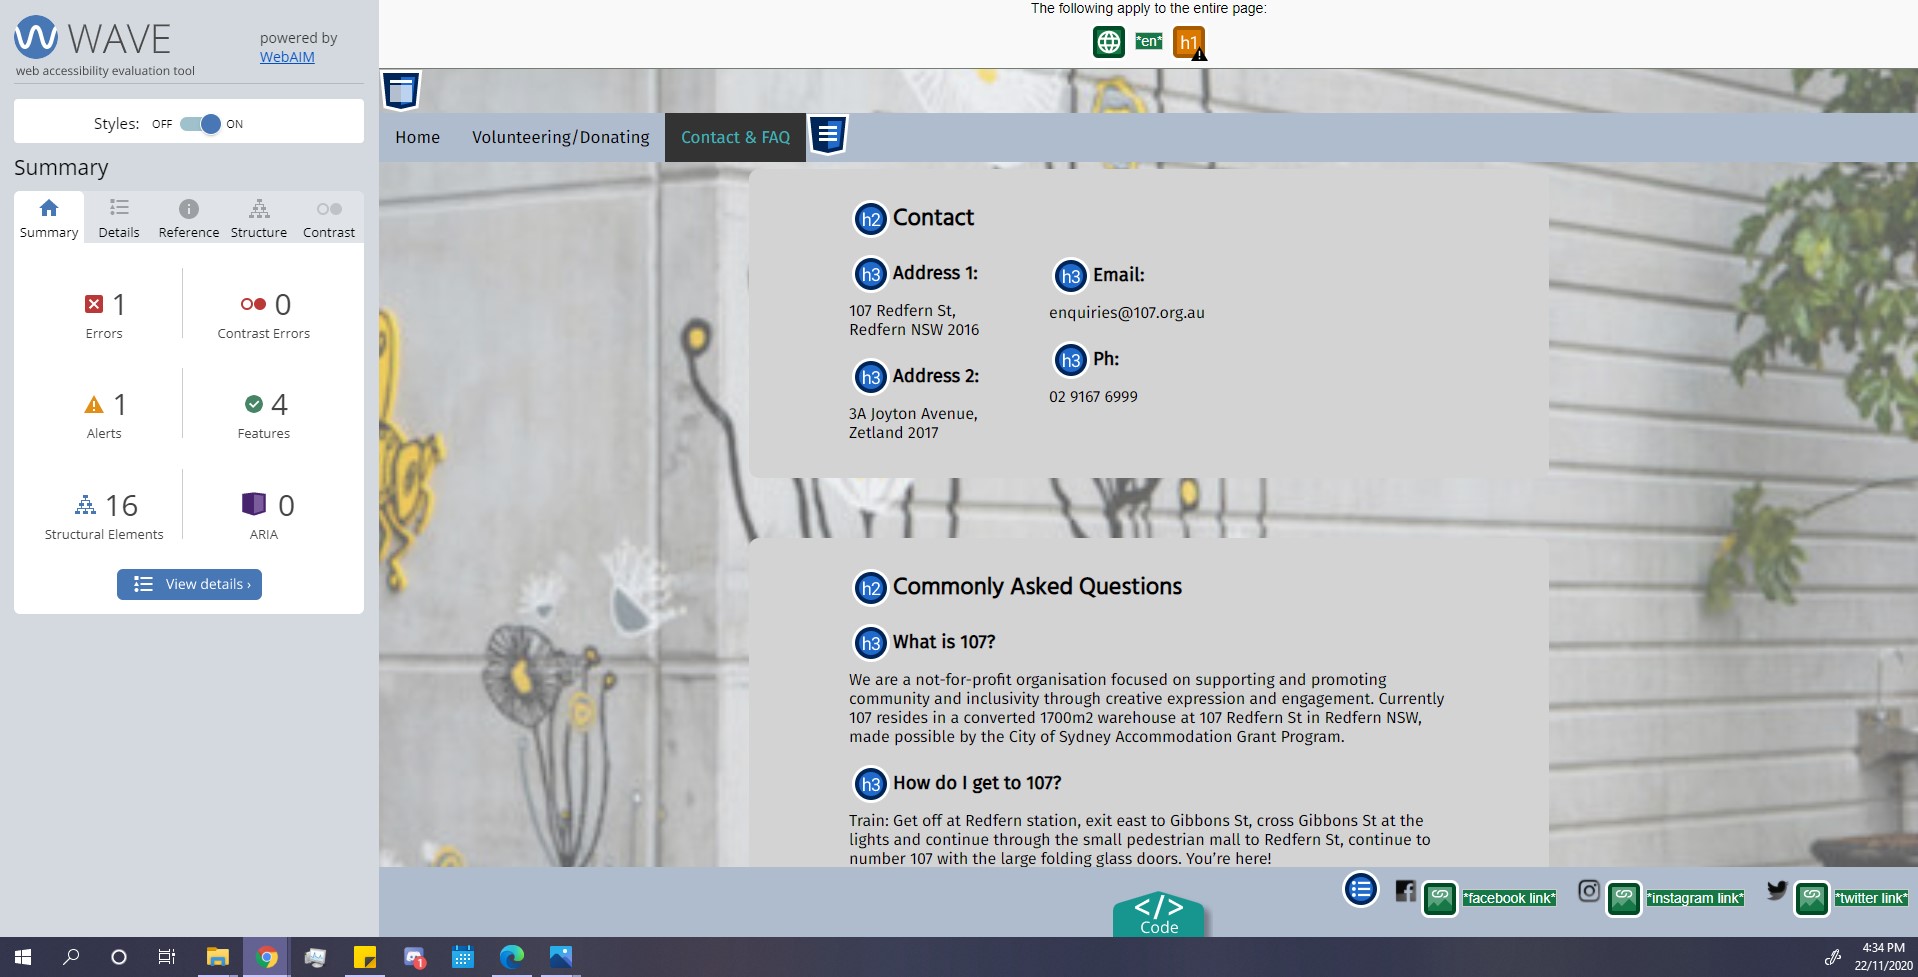 WAVE
powered by
WebAIM
web accessibility evaluation tool
Styles: OFF ON
Summary
Summary Details Reference Structure Contrast
1
Errors
0
Contrast Errors
1
Alerts
4
Features
16
Structural Elements
0
ARIA
View details ›
The following apply to the entire page:
*en* h1
Home Volunteering/Donating Contact & FAQ
h2 Contact
h3 Address 1:
107 Redfern St,
Redfern NSW 2016
h3 Address 2:
3A Joyton Avenue,
Zetland 2017
h3 Email:
enquiries@107.org.au
h3 Ph:
02 9167 6999
h2 Commonly Asked Questions
h3 What is 107?
We are a not-for-profit organisation focused on supporting and promoting
community and inclusivity through creative expression and engagement. Currently
107 resides in a converted 1700m2 warehouse at 107 Redfern St in Redfern NSW,
made possible by the City of Sydney Accommodation Grant Program.
h3 How do I get to 107?
Train: Get off at Redfern station, exit east to Gibbons St, cross Gibbons St at the
lights and continue through the small pedestrian mall to Redfern St, continue to
number 107 with the large folding glass doors. You’re here!
*facebook link* *instagram link* *twitter link*
</>
Code
1
4:34 PM
22/11/2020